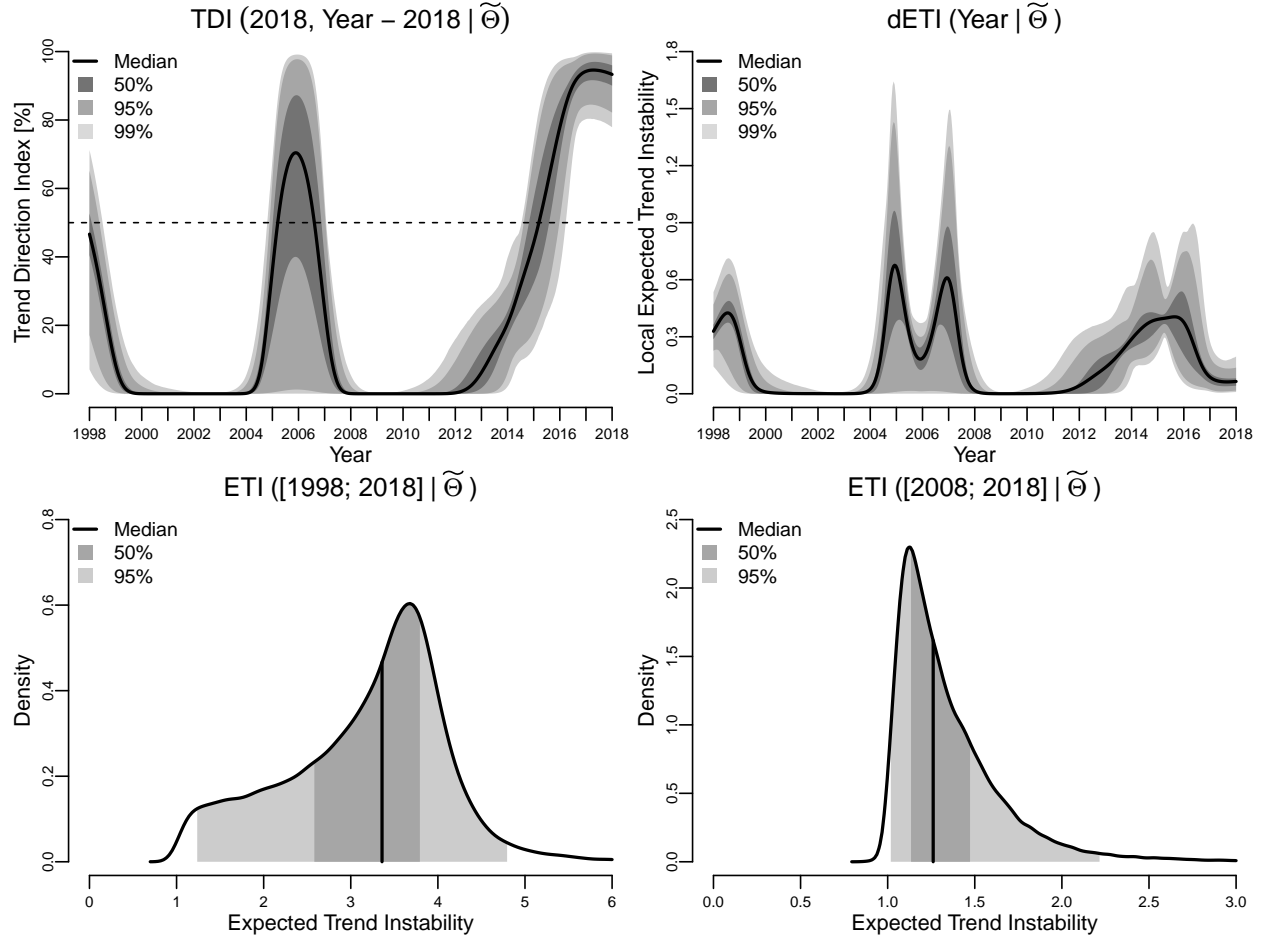 TDI (2018, Year − 2018 | Θ̃)
Trend Direction Index [%]
0 20 40 60 80 100
Median
50%
95%
99%
1998 2000 2002 2004 2006 2008 2010 2012 2014 2016 2018
Year
dETI (Year | Θ̃ )
Local Expected Trend Instability
0.0 0.3 0.6 0.9 1.2 1.5 1.8
Median
50%
95%
99%
1998 2000 2002 2004 2006 2008 2010 2012 2014 2016 2018
Year
ETI ([1998; 2018] | Θ̃ )
Density
0.0 0.2 0.4 0.6 0.8
Median
50%
95%
0 1 2 3 4 5 6
Expected Trend Instability
ETI ([2008; 2018] | Θ̃ )
Density
0.0 0.5 1.0 1.5 2.0 2.5
Median
50%
95%
0.0 0.5 1.0 1.5 2.0 2.5 3.0
Expected Trend Instability